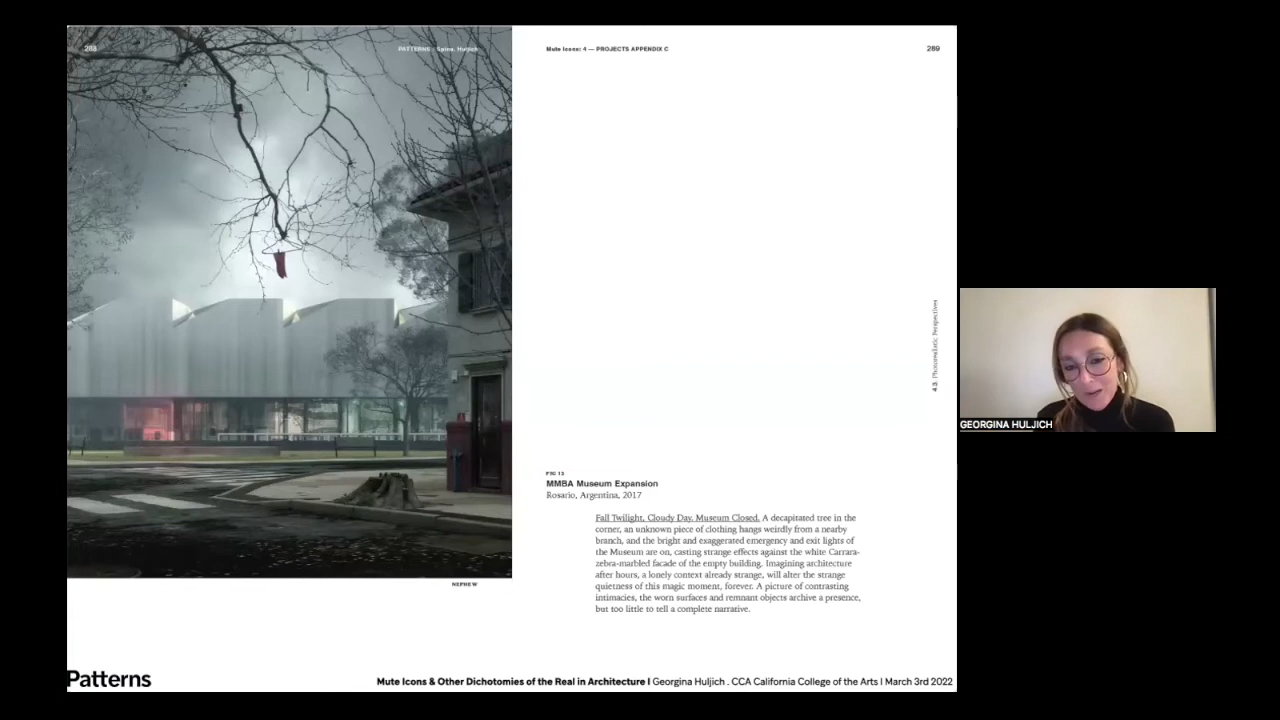 288
PATTERNS / Spina, Huljich
Mute Icons: 4 — PROJECTS APPENDIX C
289
4.3. Photorealistic Perspectives
FIG 13
MMBA Museum Expansion
Rosario, Argentina, 2017
Fall Twilight, Cloudy Day, Museum Closed. A decapitated tree in the
corner, an unknown piece of clothing hangs weirdly from a nearby
branch, and the bright and exaggerated emergency and exit lights of
the Museum are on, casting strange effects against the white Carrara-
zebra-marbled facade of the empty building. Imagining architecture
after hours, a lonely context already strange, will alter the strange
quietness of this magic moment, forever. A picture of contrasting
intimacies, the worn surfaces and remnant objects archive a presence,
but too little to tell a complete narrative.
NEPHEW
GEORGINA HULJICH
Patterns
Mute Icons & Other Dichotomies of the Real in Architecture I Georgina Huljich . CCA California College of the Arts I March 3rd 2022